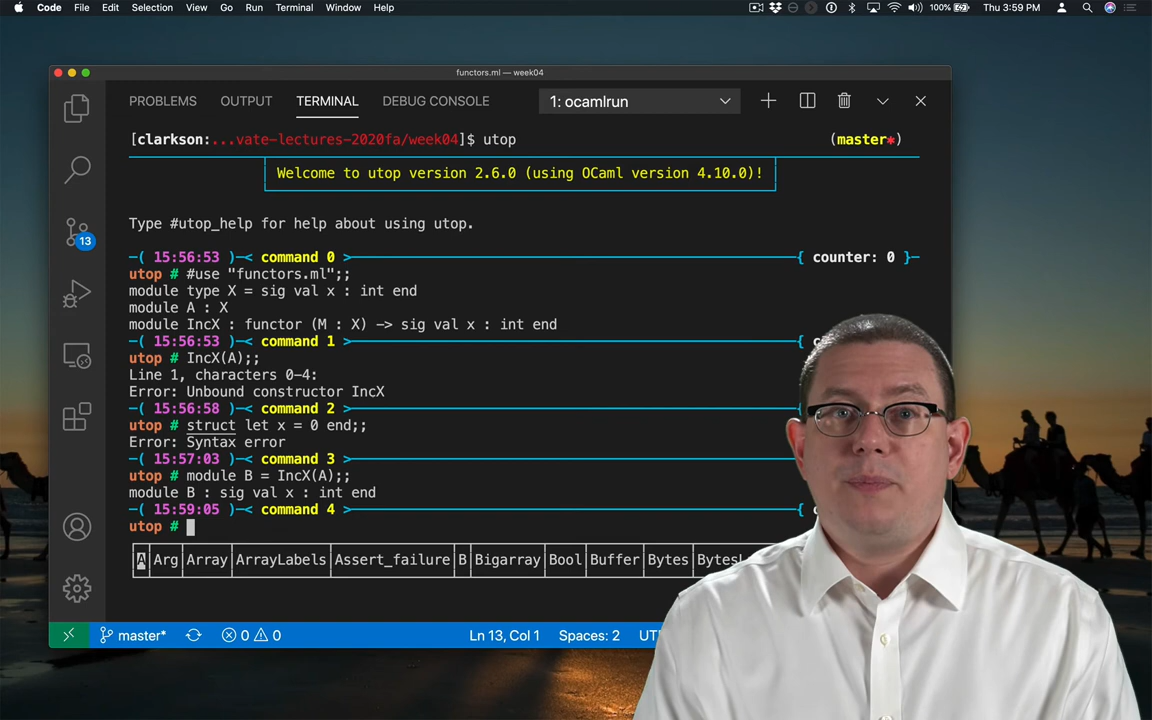 Code File Edit Selection View Go Run Terminal Window Help 100% Thu 3:59 PM
functors.ml — week04
PROBLEMS OUTPUT TERMINAL DEBUG CONSOLE 1: ocamlrun
[clarkson:...vate-lectures-2020fa/week04]$ utop (master*)
Welcome to utop version 2.6.0 (using OCaml version 4.10.0)!
Type #utop_help for help about using utop.
—( 15:56:53 )—< command 0 >——{ counter: 0 }—
utop # #use "functors.ml";;
module type X = sig val x : int end
module A : X
module IncX : functor (M : X) -> sig val x : int end
—( 15:56:53 )—< command 1 >——{
utop # IncX(A);;
Line 1, characters 0-4:
Error: Unbound constructor IncX
—( 15:56:58 )—< command 2 >——{
utop # struct let x = 0 end;;
Error: Syntax error
—( 15:57:03 )—< command 3 >——{
utop # module B = IncX(A);;
module B : sig val x : int end
—( 15:59:05 )—< command 4 >——{
utop #
A|Arg|Array|ArrayLabels|Assert_failure|B|Bigarray|Bool|Buffer|Bytes|
13
master* 0 0 Ln 13, Col 1 Spaces: 2